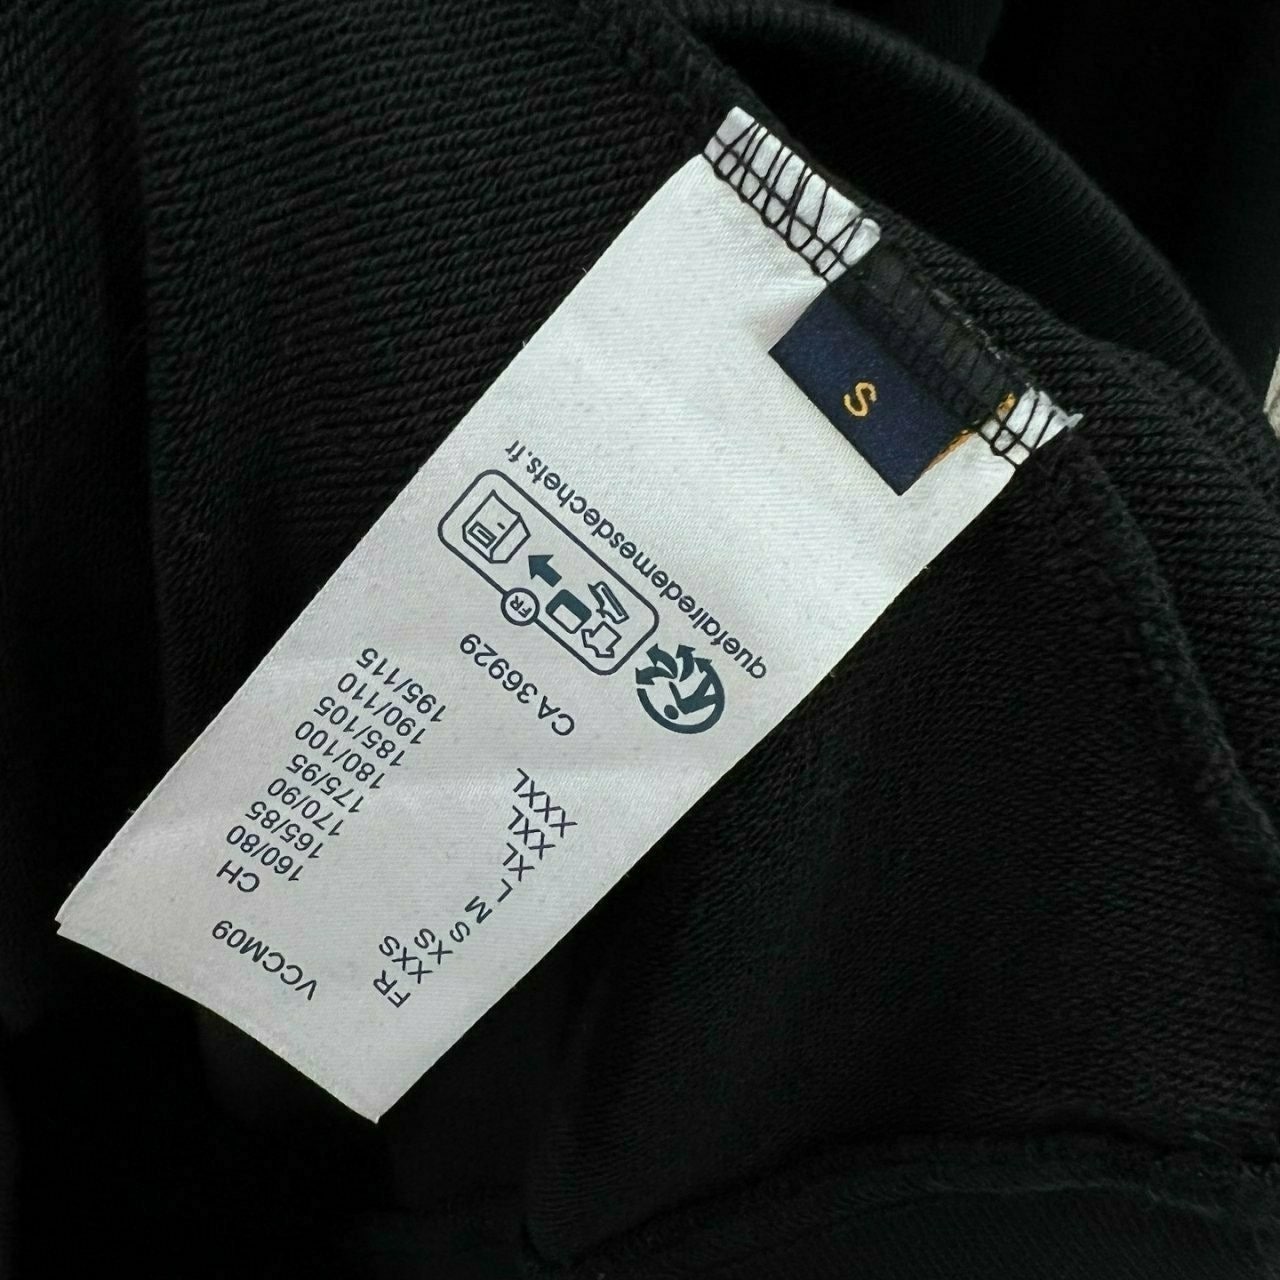 VCCM09
FR CH
XXS 160/80
XS 165/85
S 170/90
M 175/95
L 180/100
XL 185/105
XXL 190/110
XXXL 195/115
CA 36929
FR
quefairedemesdechets.fr
S